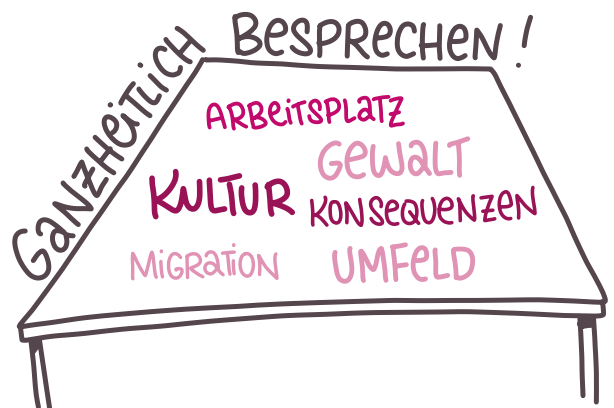 GANZHEITLICH
BESPRECHEN!
ARBEITSPLATZ
GEWALT
KULTUR
KONSEQUENZEN
MIGRATION
UMFELD